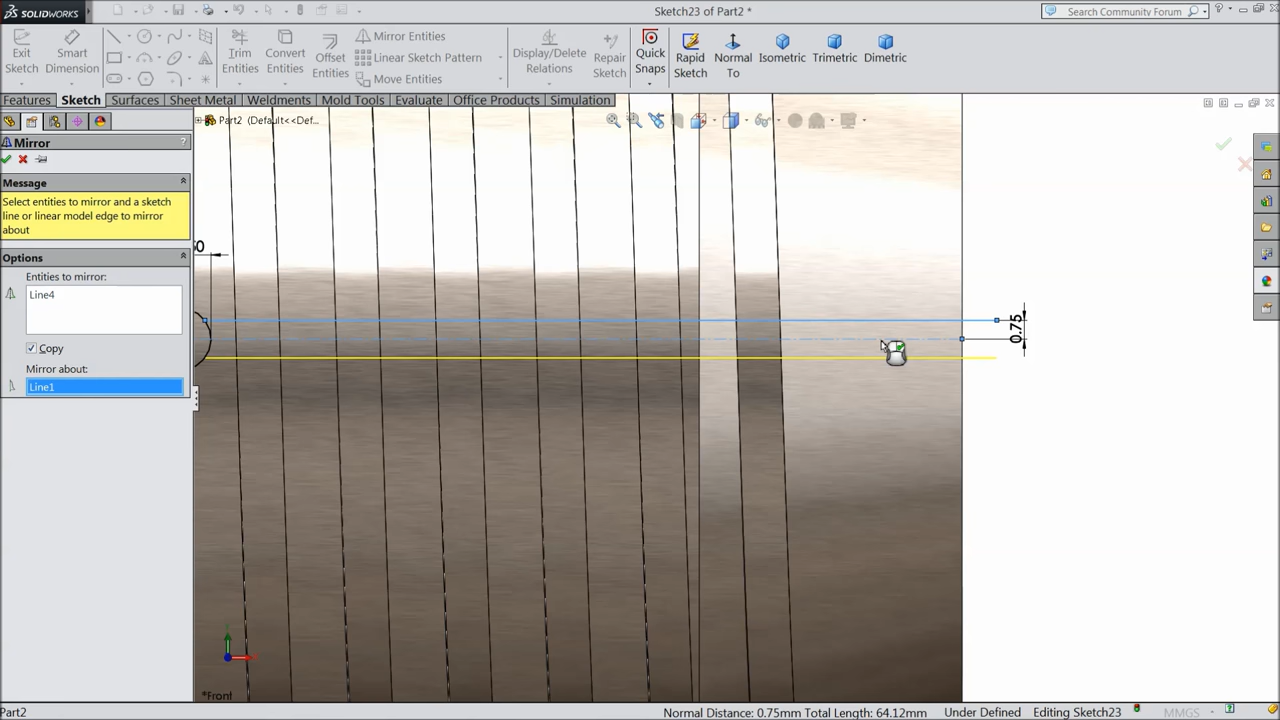 SOLIDWORKS
Sketch23 of Part2 *
Search Community Forum
Exit Sketch
Smart Dimension
Trim Entities
Convert Entities
Offset Entities
Mirror Entities
Linear Sketch Pattern
Move Entities
Display/Delete Relations
Repair Sketch
Quick Snaps
Rapid Sketch
Normal To
Isometric
Trimetric
Dimetric
Features
Sketch
Surfaces
Sheet Metal
Weldments
Mold Tools
Evaluate
Office Products
Simulation
Part2 (Default<<Def...
Mirror
?
Message
Select entities to mirror and a sketch
line or linear model edge to mirror
about
Options
Entities to mirror:
Line4
Copy
Mirror about:
Line1
0.75
*Front
Part2
Normal Distance: 0.75mm Total Length: 64.12mm
Under Defined
Editing Sketch23
MMGS